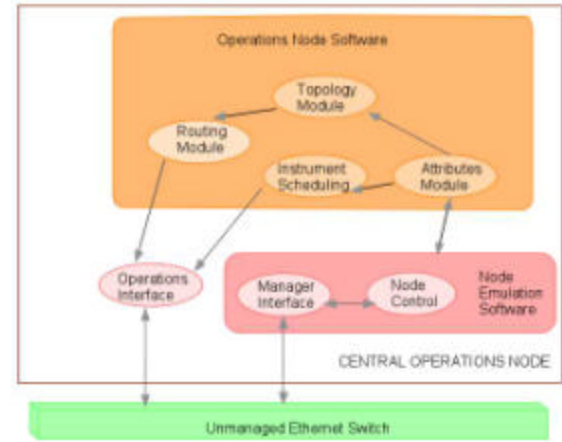 Operations Node Software
Topology
Module
Routing
Module
Instrument
Scheduling
Attributes
Module
Operations
Interface
Manager
Interface
Node
Control
Node
Emulation
Software
CENTRAL OPERATIONS NODE
Unmanaged Ethernet Switch